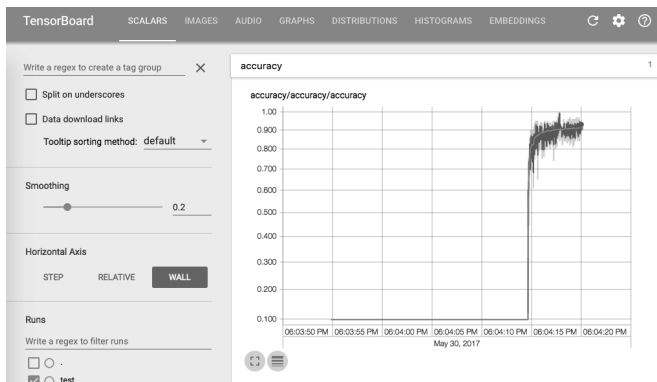 TensorBoard SCALARS IMAGES AUDIO GRAPHS DISTRIBUTIONS HISTOGRAMS EMBEDDINGS
Write a regex to create a tag group
Split on underscores
Data download links
Tooltip sorting method: default
Smoothing
0.2
Horizontal Axis
STEP RELATIVE WALL
Runs
Write a regex to filter runs
.
test
accuracy 1
accuracy/accuracy/accuracy
1.00
0.900
0.800
0.700
0.600
0.500
0.400
0.300
0.200
0.100
06:03:50 PM 06:03:55 PM 06:04:00 PM 06:04:05 PM 06:04:10 PM 06:04:15 PM 06:04:20 PM
May 30, 2017